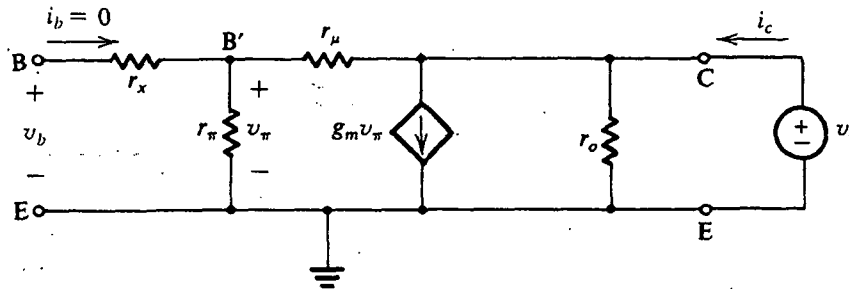 i_b = 0
r_μ
i_c
B
B′
C
r_x
+
+
v_b
r_π
v_π
g_m v_π
r_o
+
−
v
−
−
E
E